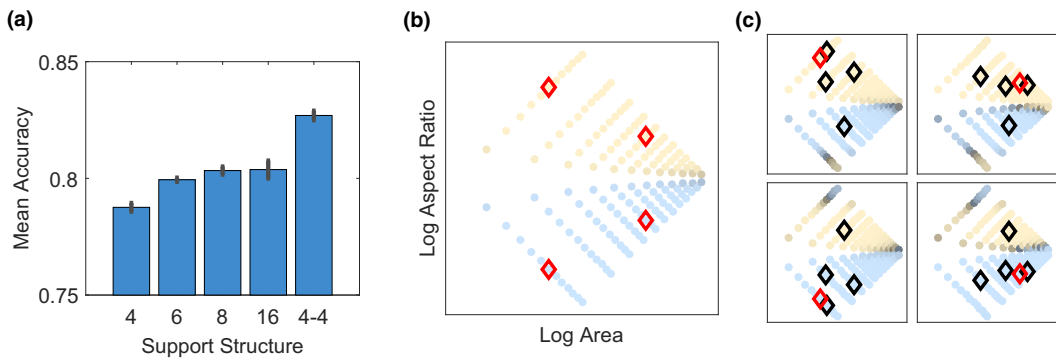 (a)
Mean Accuracy
0.85
0.8
0.75
4 6 8 16 4-4
Support Structure
(b)
Log Aspect Ratio
Log Area
(c)